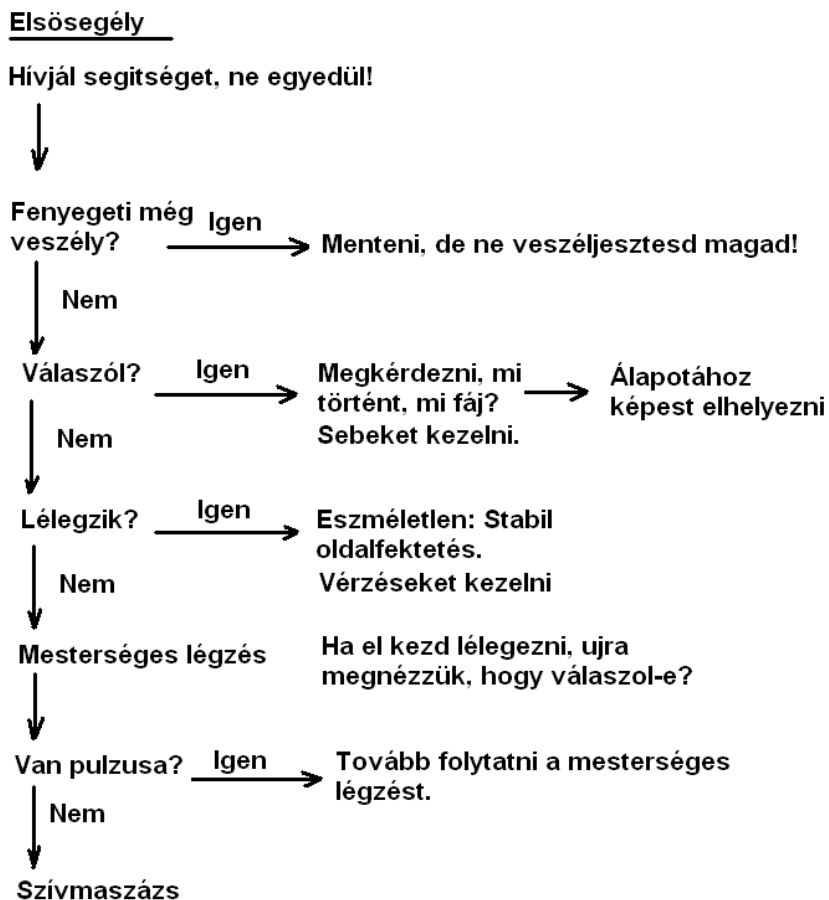 Elsösegély
Hívjál segitséget, ne egyedül!
Fenyegeti még
veszély?
Igen
Menteni, de ne veszéljesztesd magad!
Nem
Válaszól?
Igen
Megkérdezni, mi
történt, mi fáj?
Sebeket kezelni.
Álapotához
képest elhelyezni
Nem
Lélegzik?
Igen
Eszméletlen: Stabil
oldalfektetés.
Vérzéseket kezelni
Nem
Mesterséges légzés
Ha el kezd lélegezni, ujra
megnézzük, hogy válaszol-e?
Van pulzusa?
Igen
Tovább folytatni a mesterséges
légzést.
Nem
Szívmaszázs